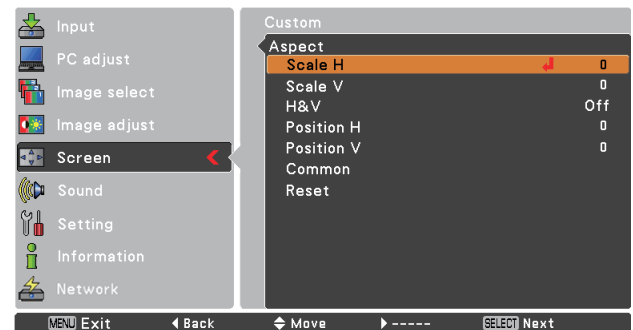 Input
PC adjust
Image select
Image adjust
Screen
Sound
Setting
Information
Network
Custom
Aspect
Scale H 0
Scale V 0
H&V Off
Position H 0
Position V 0
Common
Reset
MENU Exit Back Move ----- SELECT Next